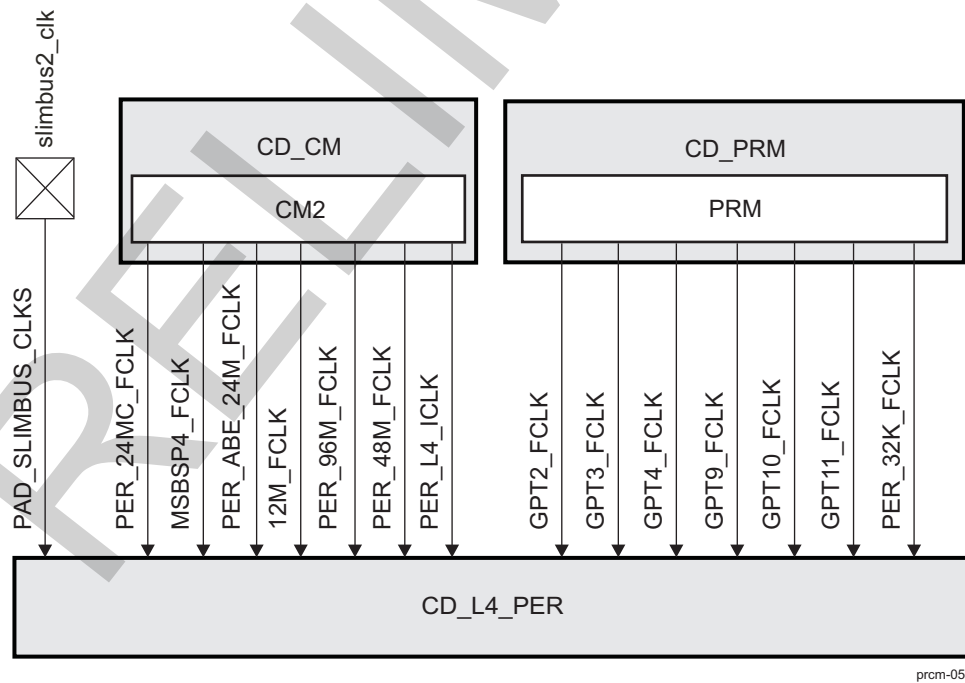 slimbus2_clk
CD_CM
CD_PRM
CM2
PRM
PAD_SLIMBUS_CLKS
PER_24MC_FCLK
MSBSP4_FCLK
PER_ABE_24M_FCLK
12M_FCLK
PER_96M_FCLK
PER_48M_FCLK
PER_L4_ICLK
GPT2_FCLK
GPT3_FCLK
GPT4_FCLK
GPT9_FCLK
GPT10_FCLK
GPT11_FCLK
PER_32K_FCLK
CD_L4_PER
prcm-05